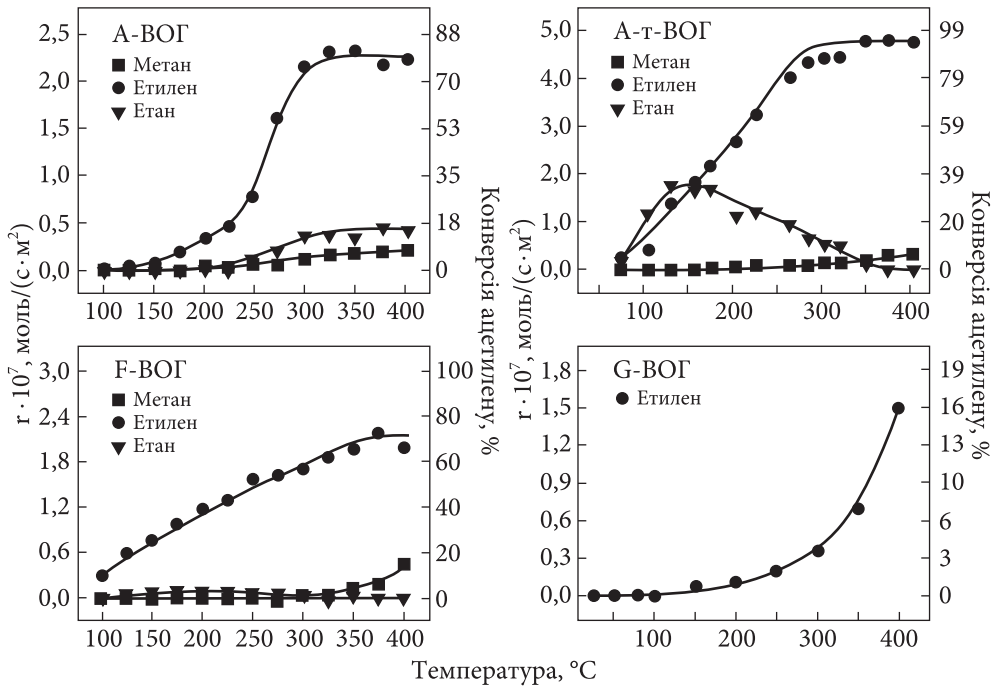 А-ВОГ
Метан
Етилен
Етан
2,5
2,0
1,5
1,0
0,5
0,0
88
70
53
35
18
0
100 150 200 250 300 350 400
r · 10⁷, моль/(с · м²)
Конверсія ацетилену, %
А-т-ВОГ
Метан
Етилен
Етан
5,0
4,0
3,0
2,0
1,0
0,0
99
79
59
39
20
0
100 200 300 400
r · 10⁷, моль/(с · м²)
Конверсія ацетилену, %
F-ВОГ
Метан
Етилен
Етан
3,0
2,4
1,8
1,2
0,6
0,0
100
80
60
40
20
0
100 150 200 250 300 350 400
G-ВОГ
Етилен
1,8
1,5
1,2
0,9
0,6
0,3
0,0
19
16
13
10
6
3
0
100 200 300 400
Температура, °C